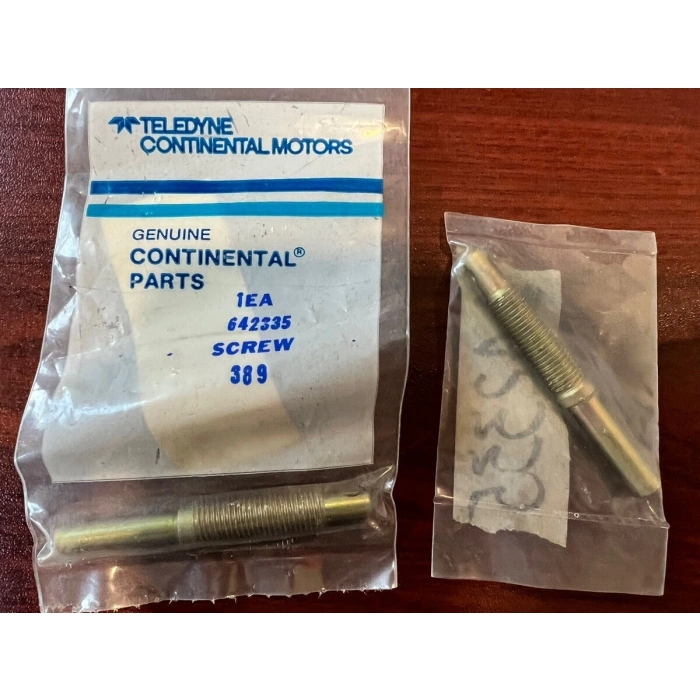 TELEDYNE
CONTINENTAL MOTORS
GENUINE
CONTINENTAL®
PARTS
1EA
642335
SCREW
389